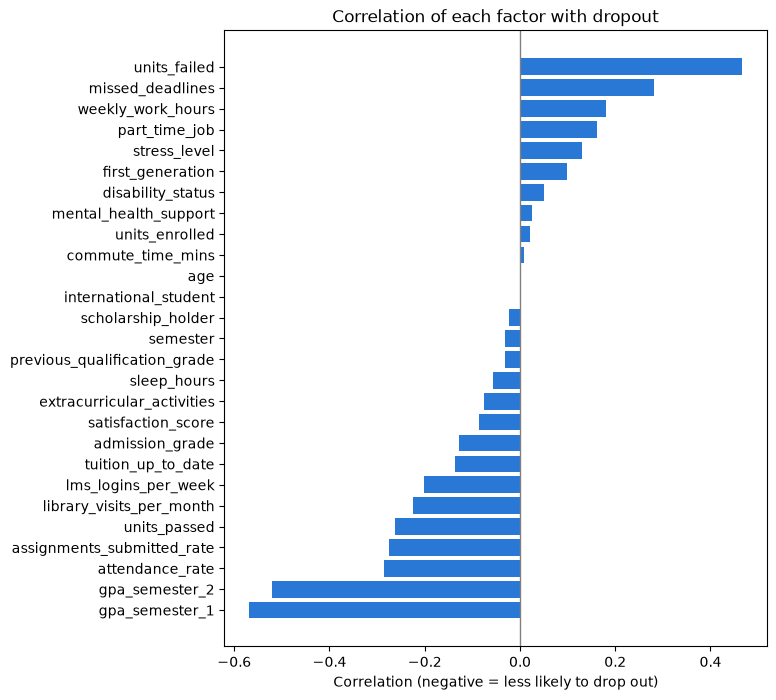 Correlation of each factor with dropout
units_failed
missed_deadlines
weekly_work_hours
part_time_job
stress_level
first_generation
disability_status
mental_health_support
units_enrolled
commute_time_mins
age
international_student
scholarship_holder
semester
previous_qualification_grade
sleep_hours
extracurricular_activities
satisfaction_score
admission_grade
tuition_up_to_date
lms_logins_per_week
library_visits_per_month
units_passed
assignments_submitted_rate
attendance_rate
gpa_semester_2
gpa_semester_1
−0.6 −0.4 −0.2 0.0 0.2 0.4
Correlation (negative = less likely to drop out)